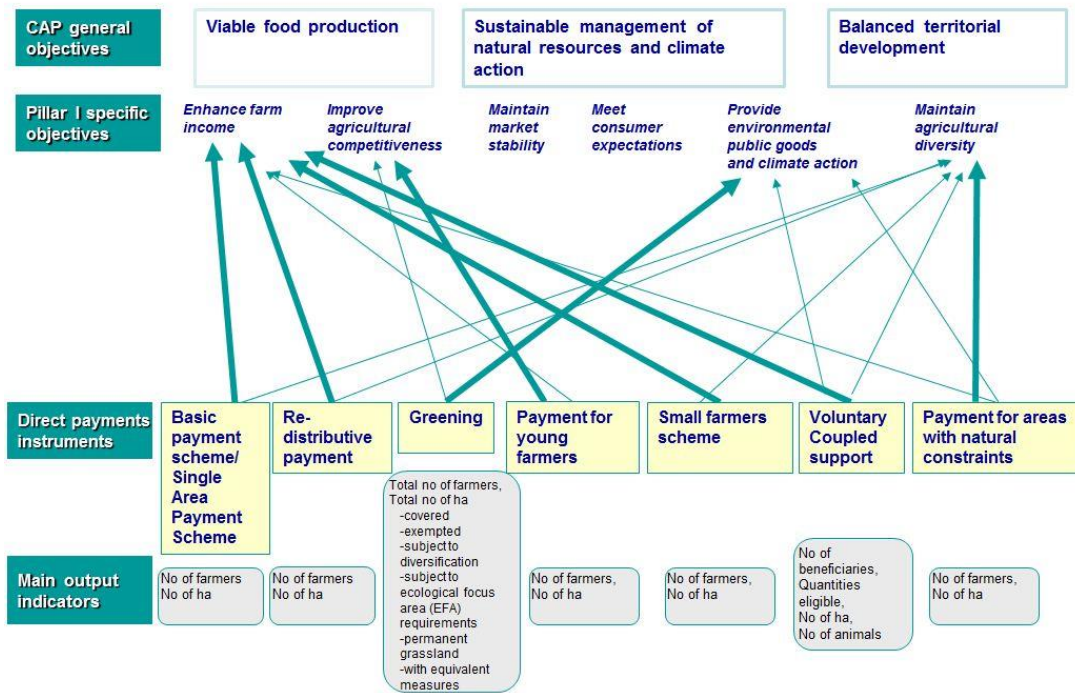 CAP general
objectives
Viable food production
Sustainable management of
natural resources and climate
action
Balanced territorial
development
Pillar I specific
objectives
Enhance farm
income
Improve
agricultural
competitiveness
Maintain
market
stability
Meet
consumer
expectations
Provide
environmental
public goods
and climate action
Maintain
agricultural
diversity
Direct payments
instruments
Basic
payment
scheme/
Single
Area
Payment
Scheme
Re-
distributive
payment
Greening
Payment for
young
farmers
Small farmers
scheme
Voluntary
Coupled
support
Payment for areas
with natural
constraints
Main output
indicators
No of farmers
No of ha
No of farmers
No of ha
Total no of farmers,
Total no of ha
-covered
-exempted
-subject to
diversification
-subject to
ecological focus
area (EFA)
requirements
-permanent
grassland
-with equivalent
measures
No of farmers,
No of ha
No of farmers,
No of ha
No of
beneficiaries,
Quantities
eligible,
No of ha,
No of animals
No of farmers,
No of ha